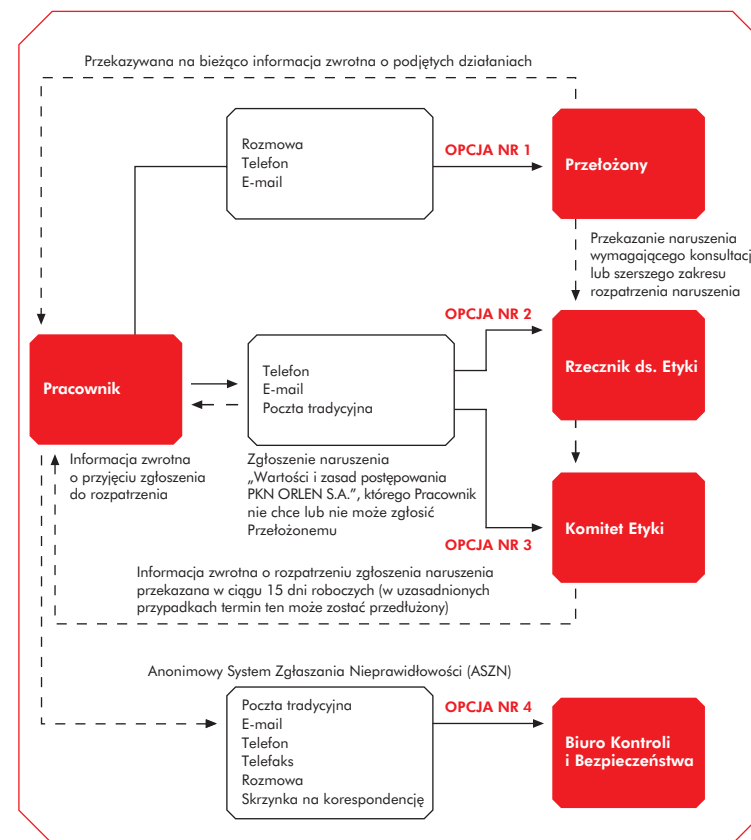 Przekazywana na bieżąco informacja zwrotna o podjętych działaniach
Rozmowa
Telefon
E-mail
OPCJA NR 1
Przełożony
Przekazanie naruszenia
wymagającego konsultacj
lub szerszego zakresu
rozpatrzenia naruszenia
OPCJA NR 2
Pracownik
Telefon
E-mail
Poczta tradycyjna
Rzecznik ds. Etyki
Informacja zwrotna
o przyjęciu zgłoszenia
do rozpatrzenia
Zgłoszenie naruszenia
„Wartości i zasad postępowania
PKN ORLEN S.A.”, którego Pracownik
nie chce lub nie może zgłosić
Przełożonemu
OPCJA NR 3
Komitet Etyki
Informacja zwrotna o rozpatrzeniu zgłoszenia naruszenia
przekazana w ciągu 15 dni roboczych (w uzasadnionych
przypadkach termin ten może zostać przedłużony)
Anonimowy System Zgłaszania Nieprawidłowości (ASZN)
Poczta tradycyjna
E-mail
Telefon
Telefaks
Rozmowa
Skrzynka na korespondencję
OPCJA NR 4
Biuro Kontroli
i Bezpieczeństwa